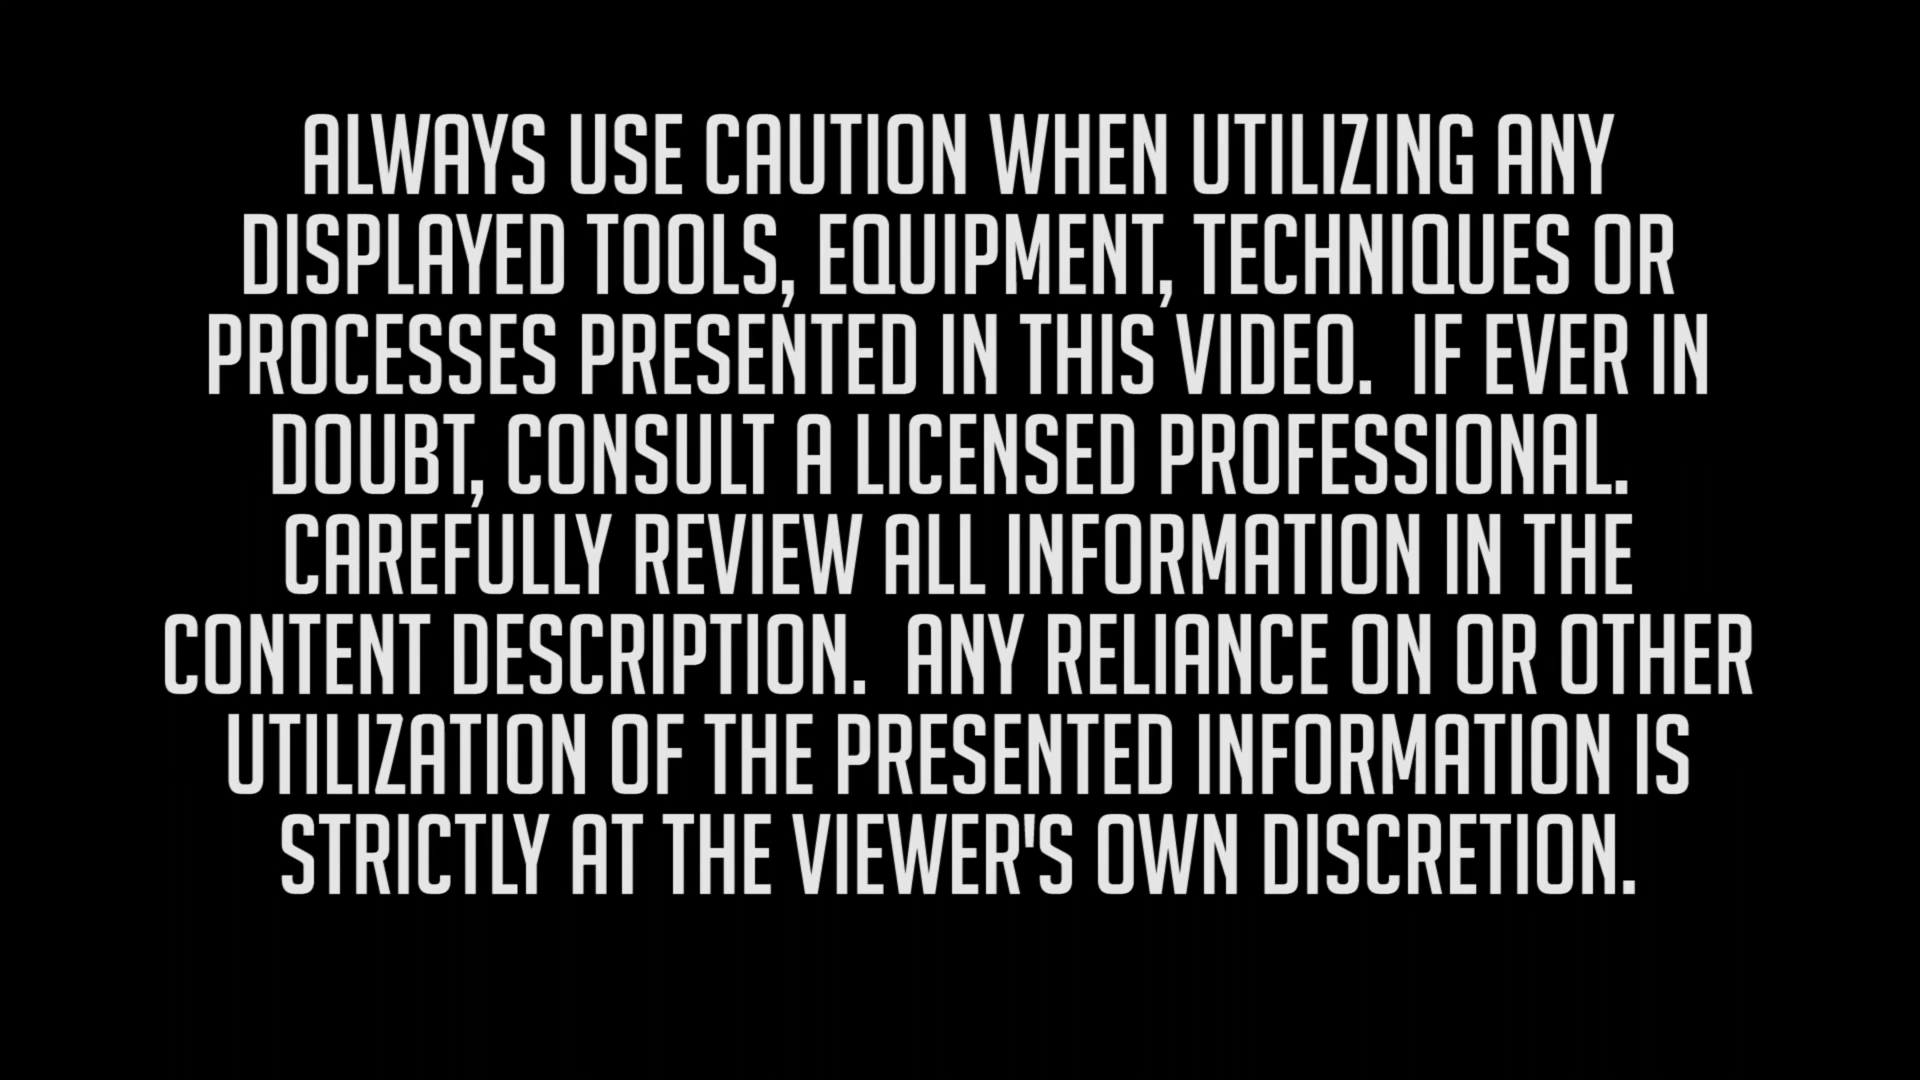 ALWAYS USE CAUTION WHEN UTILIZING ANY
DISPLAYED TOOLS, EQUIPMENT, TECHNIQUES OR
PROCESSES PRESENTED IN THIS VIDEO.  IF EVER IN
DOUBT, CONSULT A LICENSED PROFESSIONAL.
CAREFULLY REVIEW ALL INFORMATION IN THE
CONTENT DESCRIPTION.  ANY RELIANCE ON OR OTHER
UTILIZATION OF THE PRESENTED INFORMATION IS
STRICTLY AT THE VIEWER'S OWN DISCRETION.